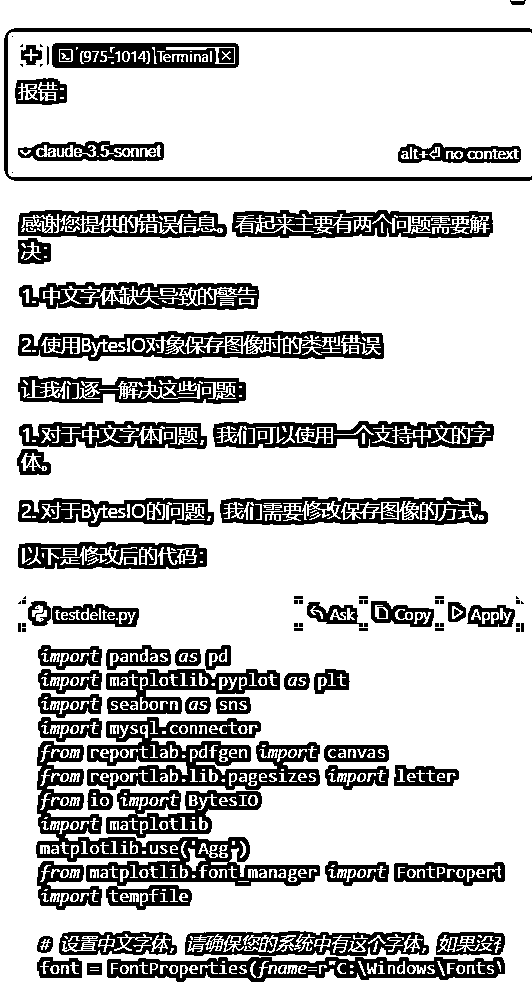 (975-1014) Terminal
报错：
claude-3.5-sonnet
alt+⏎ no context
感谢您提供的错误信息。看起来主要有两个问题需要解
决：
1. 中文字体缺失导致的警告
2. 使用BytesIO对象保存图像时的类型错误
让我们逐一解决这些问题：
1. 对于中文字体问题，我们可以使用一个支持中文的字
体。
2. 对于BytesIO的问题，我们需要修改保存图像的方式。
以下是修改后的代码：
testdelte.py Ask Copy Apply
import pandas as pd
import matplotlib.pyplot as plt
import seaborn as sns
import mysql.connector
from reportlab.pdfgen import canvas
from reportlab.lib.pagesizes import letter
from io import BytesIO
import matplotlib
matplotlib.use('Agg')
from matplotlib.font_manager import FontPropert
import tempfile
# 设置中文字体，请确保您的系统中有这个字体，如果没
font = FontProperties(fname=r"C:\Windows\Fonts\